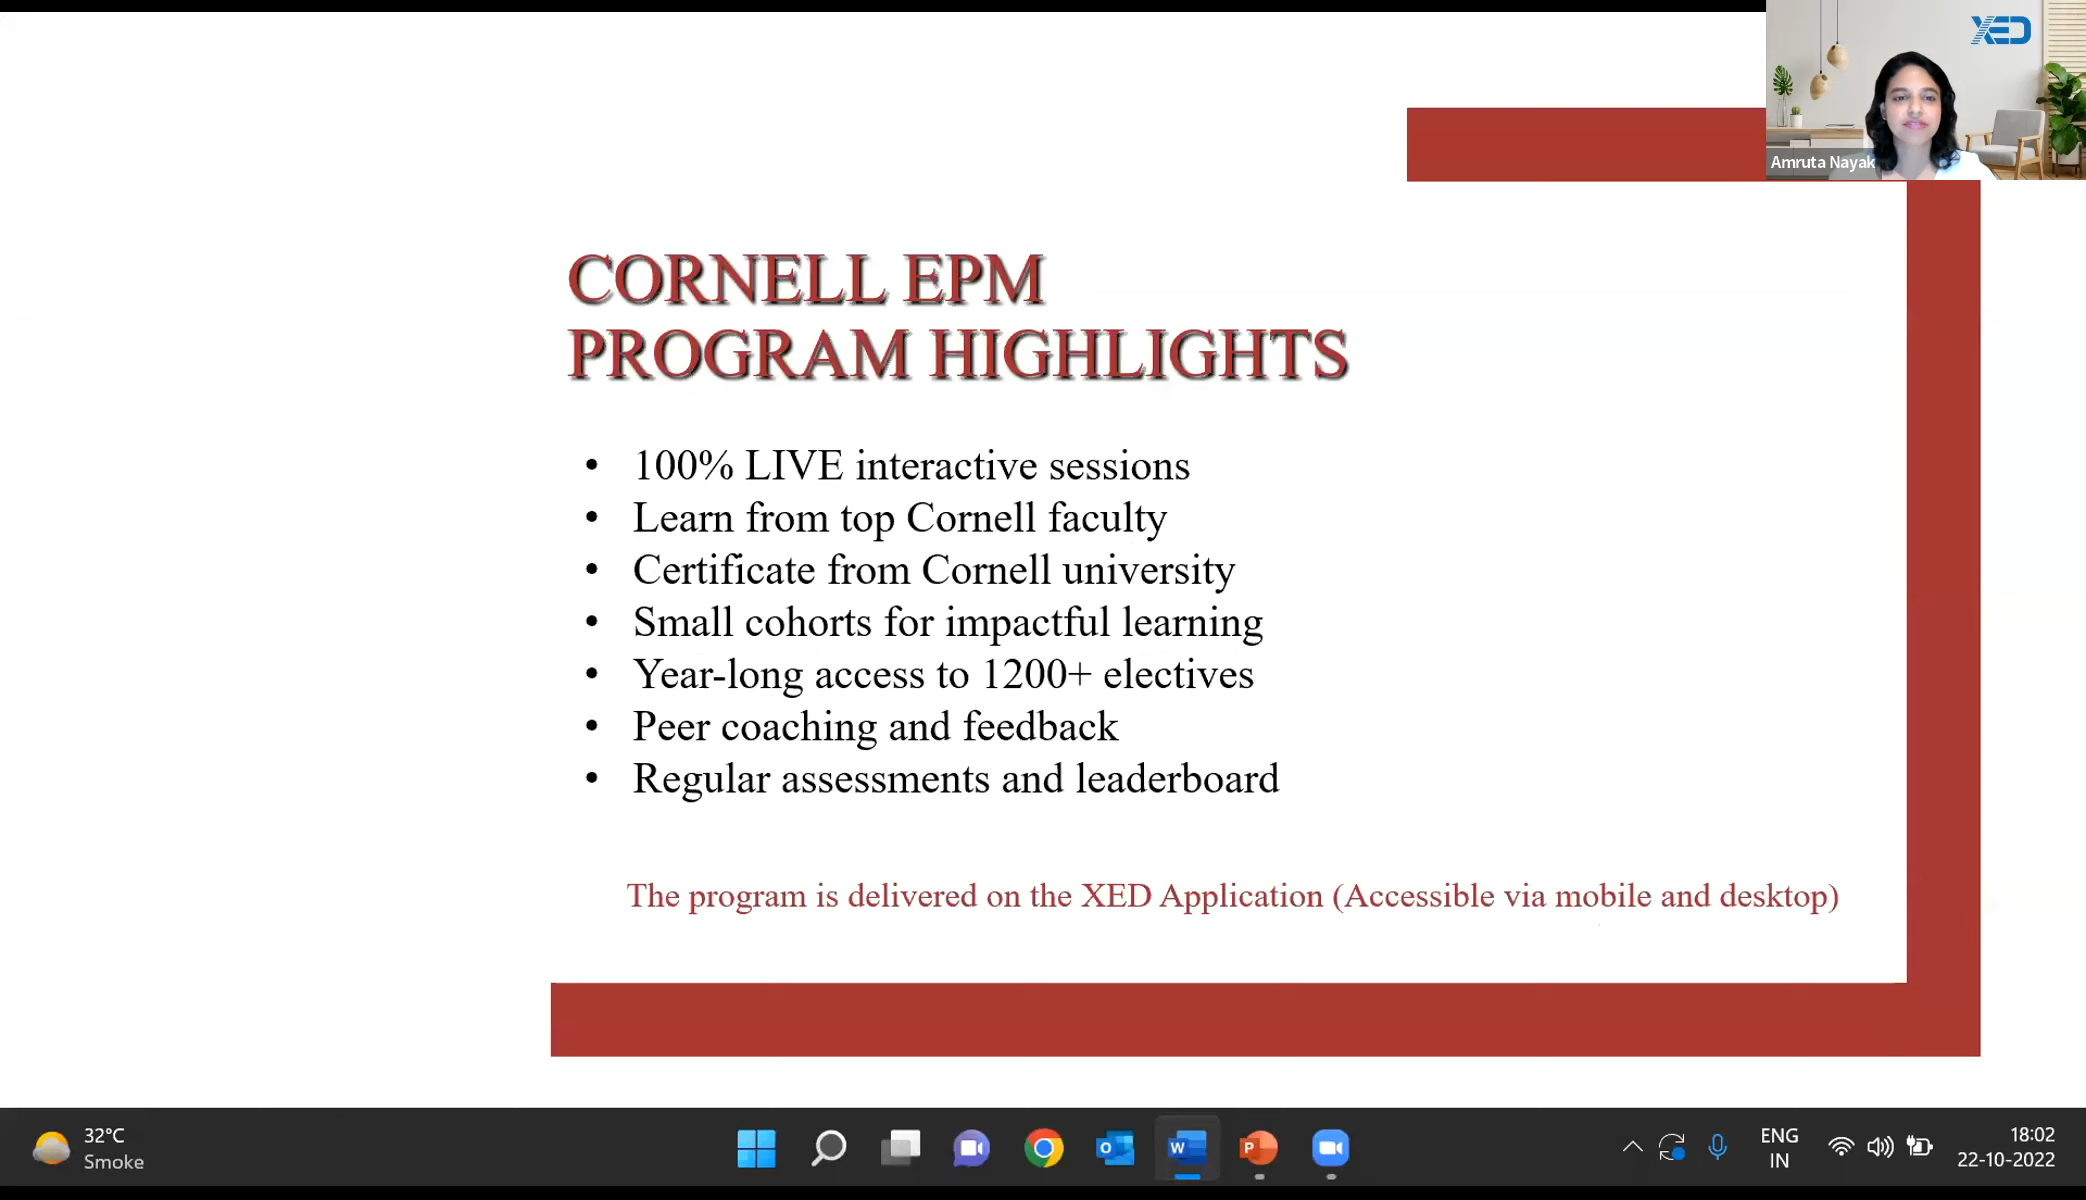 XED
Amruta Nayak
CORNELL EPM
PROGRAM HIGHLIGHTS
• 100% LIVE interactive sessions
• Learn from top Cornell faculty
• Certificate from Cornell university
• Small cohorts for impactful learning
• Year-long access to 1200+ electives
• Peer coaching and feedback
• Regular assessments and leaderboard
The program is delivered on the XED Application (Accessible via mobile and desktop)
32°C
Smoke
ENG
IN
18:02
22-10-2022